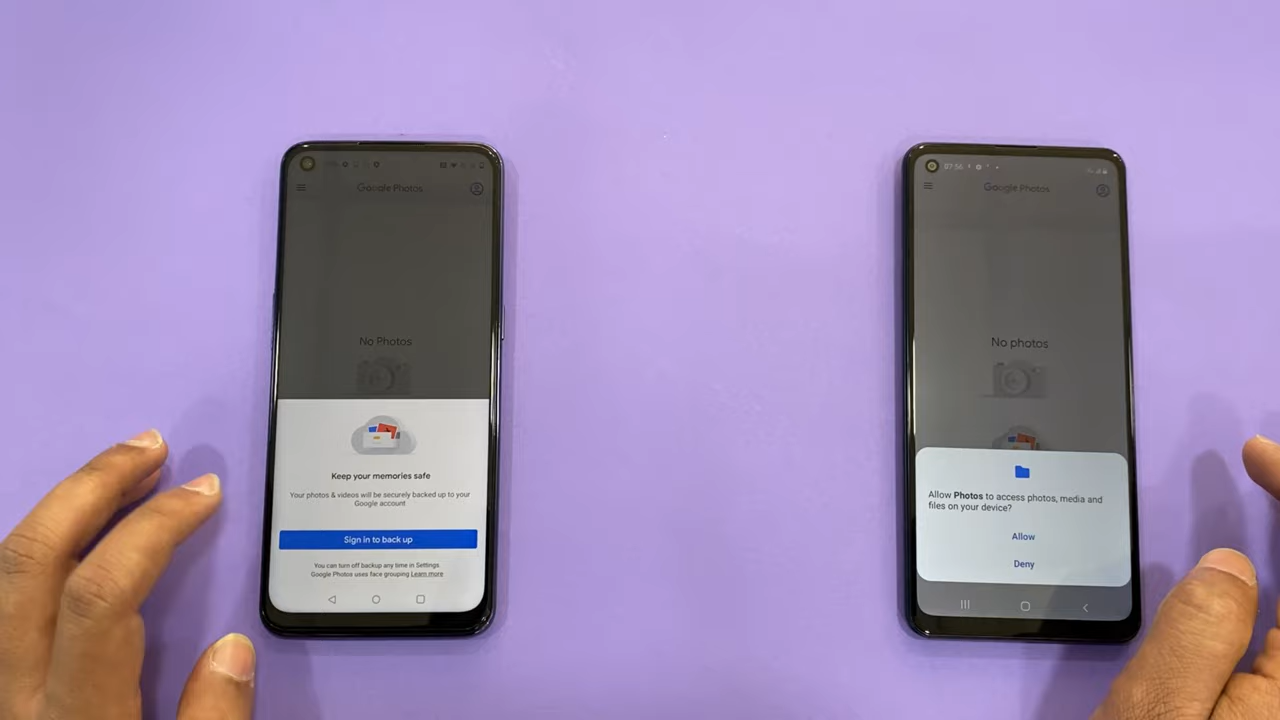 Google Photos
No Photos
Keep your memories safe
Your photos & videos will be securely backed up to your
Google account
Sign in to back up
You can turn off backup any time in Settings.
Google Photos uses face grouping Learn more
07:56
Google Photos
No photos
Allow Photos to access photos, media and
files on your device?
Allow
Deny